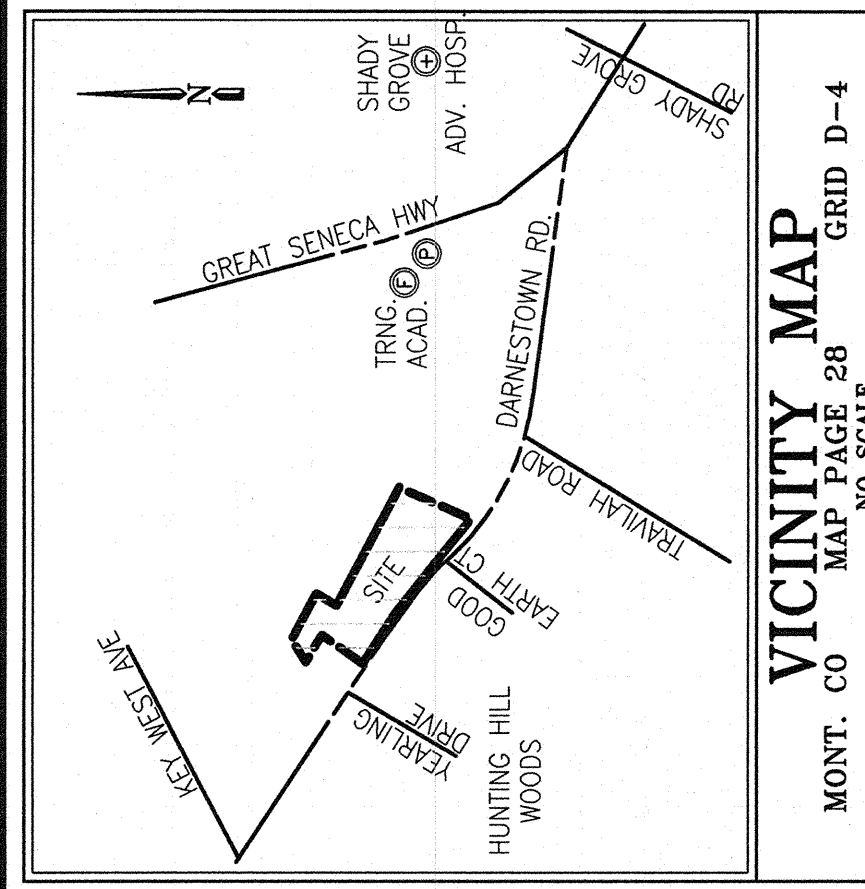 N
SHADY
GROVE
ADV. HOSP.
SHADY GROVE
RD
GREAT SENECA HWY
TRNG.
ACAD.
F
P
DARNESTOWN RD.
TRAVILAH ROAD
SITE
GOOD
EARTH CT
KEY WEST AVE
YEARLING
DRIVE
HUNTING HILL
WOODS
VICINITY MAP
MONT. CO MAP PAGE 28 GRID D-4
NO SCALE